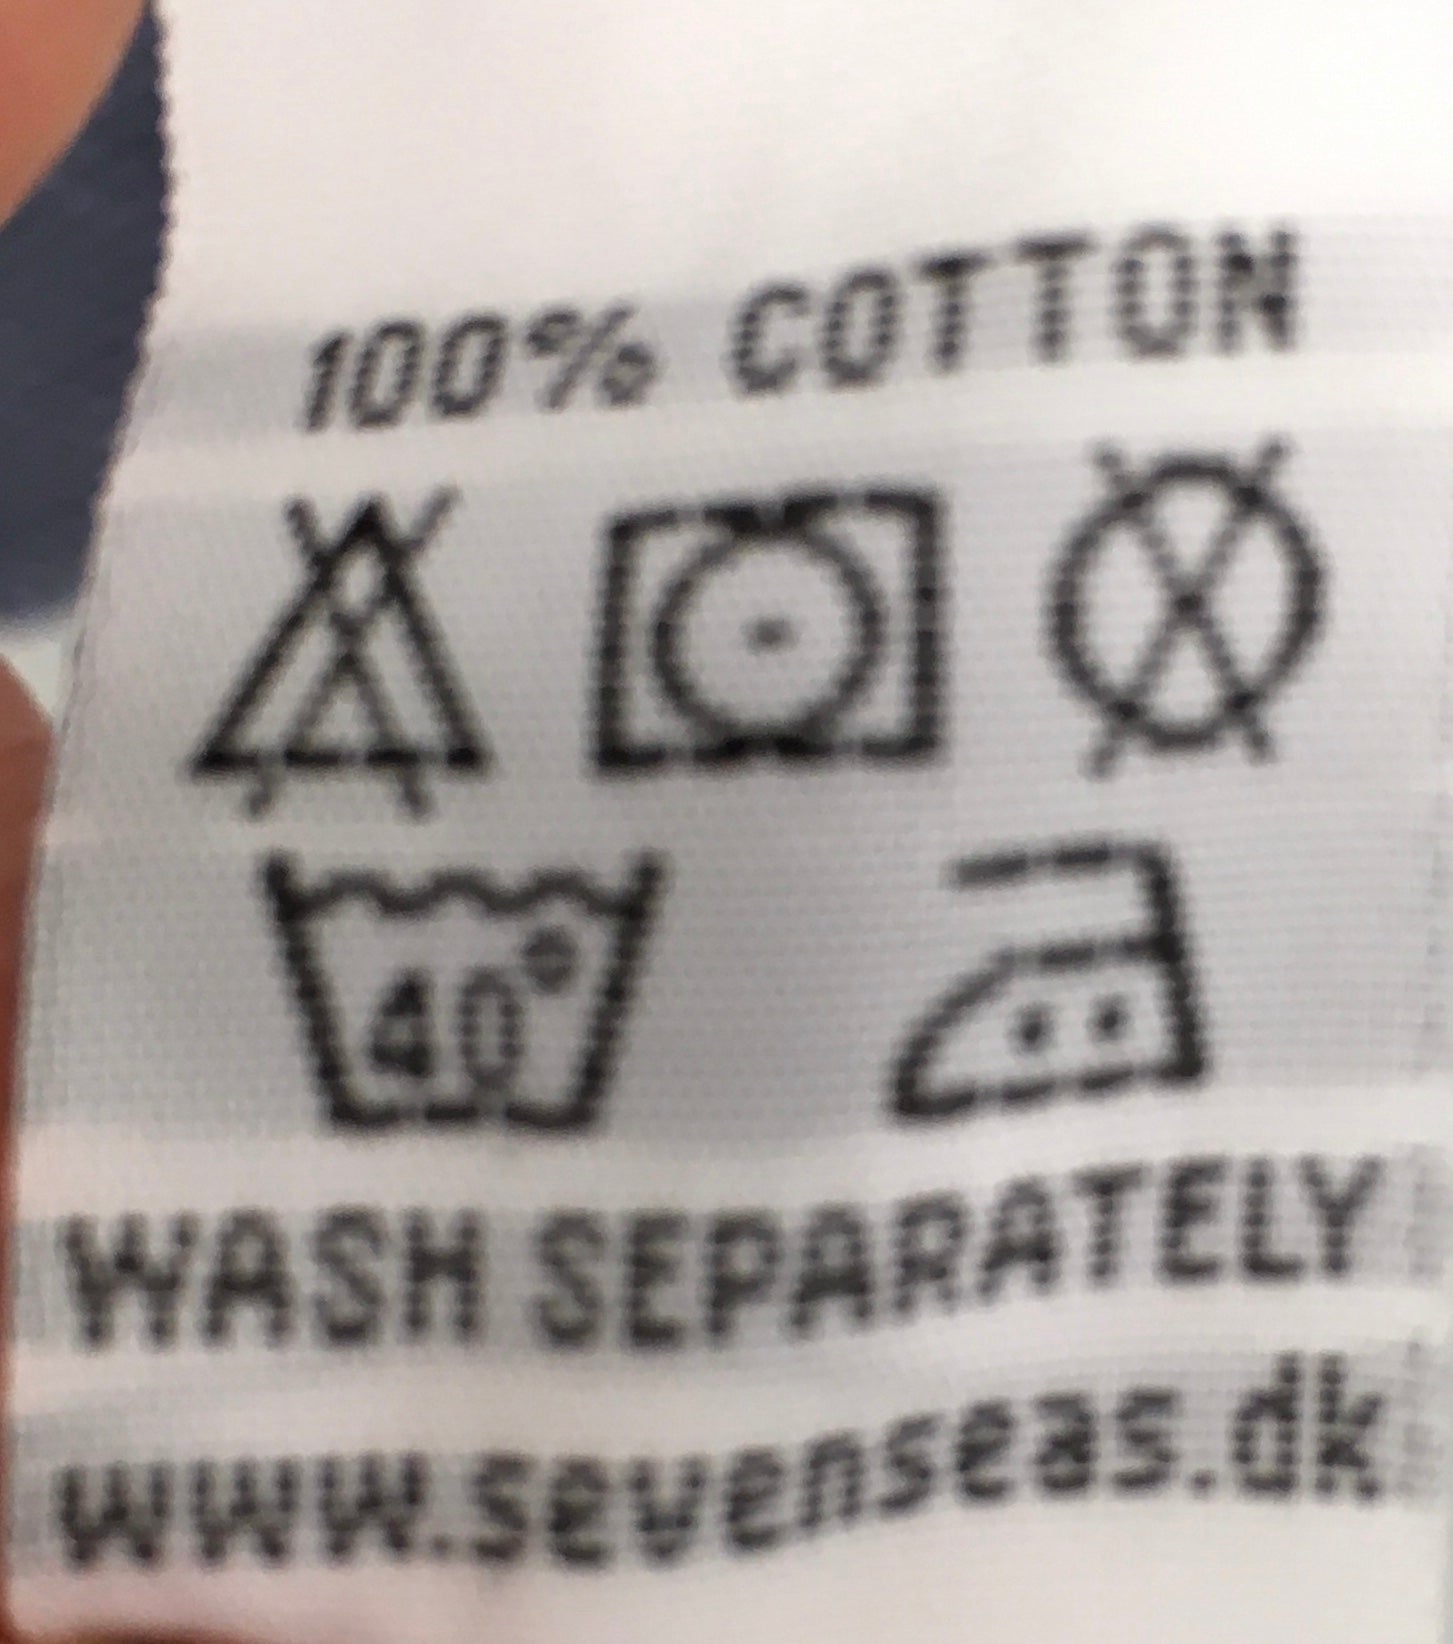 100% COTTON
40°
WASH SEPARATELY
www.sevenseas.dk